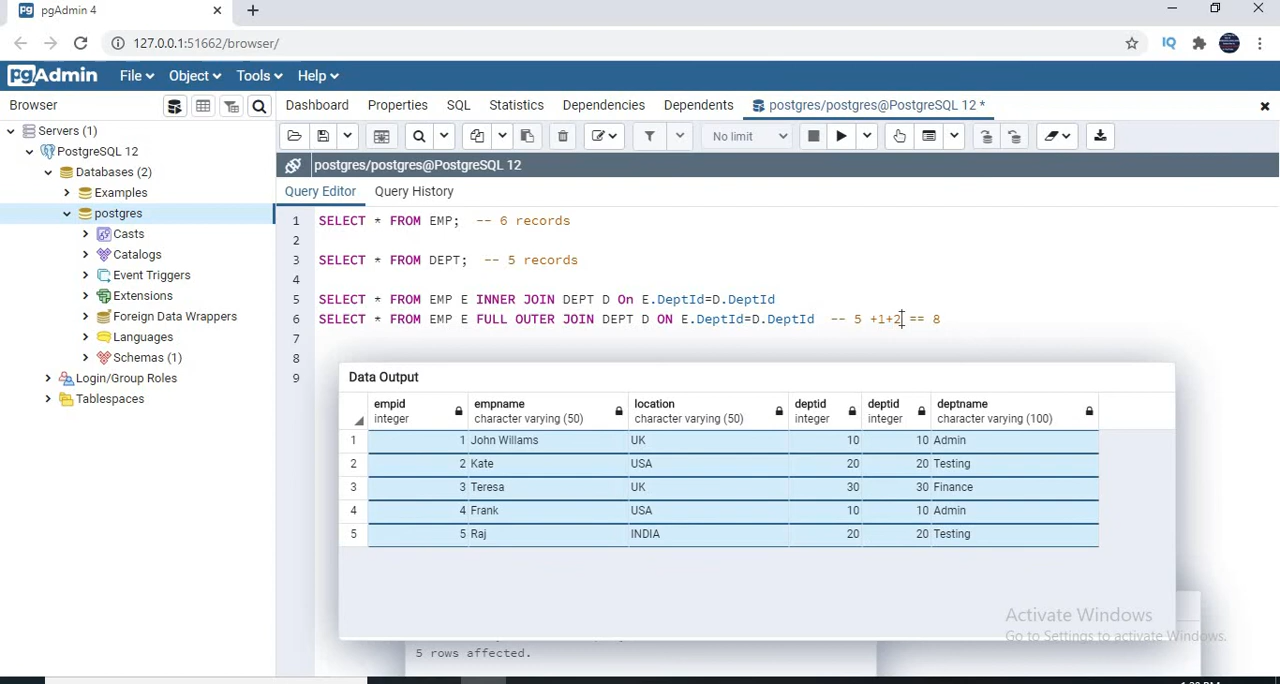 pgAdmin 4
127.0.0.1:51662/browser/
IQ
pgAdmin File Object Tools Help
Browser Dashboard Properties SQL Statistics Dependencies Dependents postgres/postgres@PostgreSQL 12 *
Servers (1)
No limit
PostgreSQL 12
postgres/postgres@PostgreSQL 12
Databases (2)
Examples
Query Editor Query History
postgres
Casts
Catalogs
Event Triggers
Extensions
Foreign Data Wrappers
Languages
Schemas (1)
Login/Group Roles
Tablespaces
1 SELECT * FROM EMP; -- 6 records
2
3 SELECT * FROM DEPT; -- 5 records
4
5 SELECT * FROM EMP E INNER JOIN DEPT D On E.DeptId=D.DeptId
6 SELECT * FROM EMP E FULL OUTER JOIN DEPT D ON E.DeptId=D.DeptId -- 5 +1+2 == 8
7
8
9
Data Output
empid empname location deptid deptid deptname
integer character varying (50) character varying (50) integer integer character varying (100)
1 1 John Willams UK 10 10 Admin
2 2 Kate USA 20 20 Testing
3 3 Teresa UK 30 30 Finance
4 4 Frank USA 10 10 Admin
5 5 Raj INDIA 20 20 Testing
Activate Windows
Go to Settings to activate Windows.
5 rows affected.